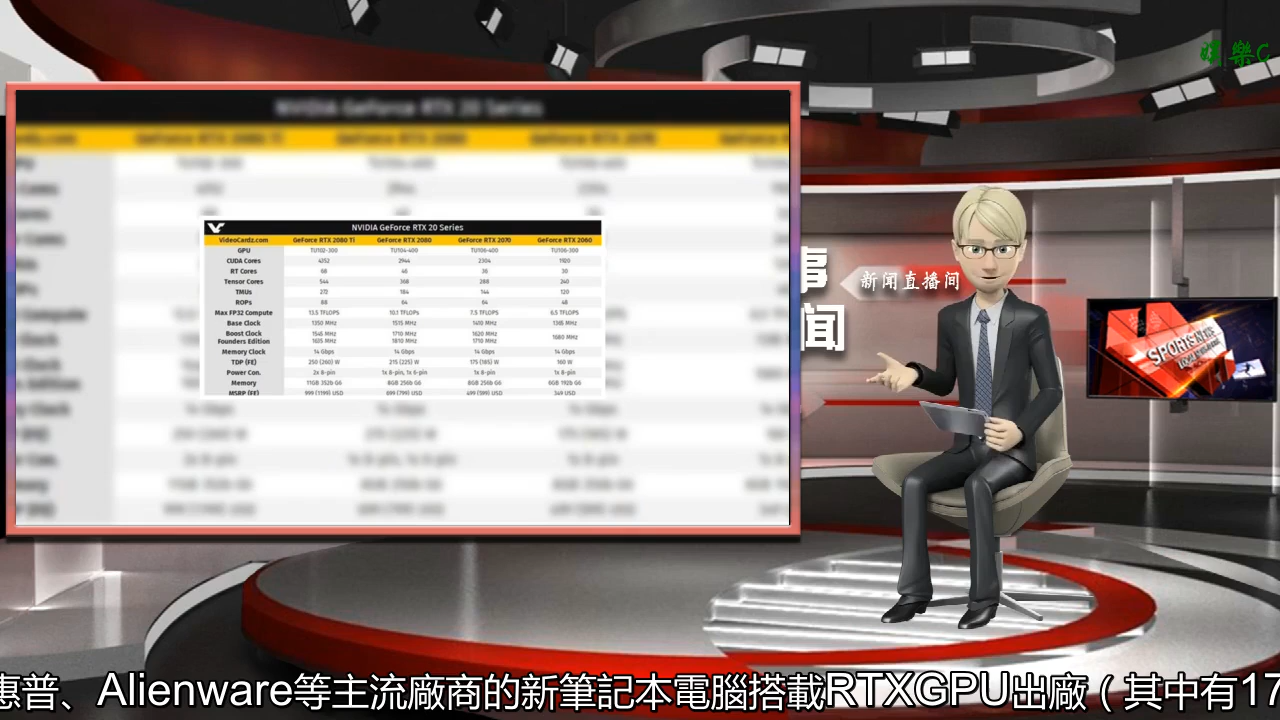 NVIDIA GeForce RTX 20 Series
VideoCardz.com GeForce RTX 2080 Ti GeForce RTX 2080 GeForce RTX 2070 GeForce RTX 2060
GPU TU102-300 TU104-400 TU106-400 TU106-300
CUDA Cores 4352 2944 2304 1920
RT Cores 68 46 36 30
Tensor Cores 544 368 288 240
TMUs 272 184 144 120
ROPs 88 64 64 48
Max FP32 Compute 13.5 TFLOPS 10.1 TFLOPS 7.5 TFLOPS 6.5 TFLOPS
Base Clock 1350 MHz 1515 MHz 1410 MHz 1365 MHz
Boost Clock 1545 MHz 1710 MHz 1620 MHz 1680 MHz
Founders Edition 1635 MHz 1810 MHz 1710 MHz
Memory Clock 14 Gbps 14 Gbps 14 Gbps 14 Gbps
TDP (FE) 250 (260) W 215 (225) W 175 (185) W 160 W
Power Con. 2x 8-pin 1x 8-pin, 1x 6-pin 1x 8-pin 1x 8-pin
Memory 11GB 352b G6 8GB 256b G6 8GB 256b G6 6GB 192b G6
MSRP (FE) 999 (1199) USD 699 (799) USD 499 (599) USD 349 USD
新闻直播间
闻
SPORTS
樂
惠普、Alienware等主流廠商的新筆記本電腦搭載RTXGPU出廠（其中有17